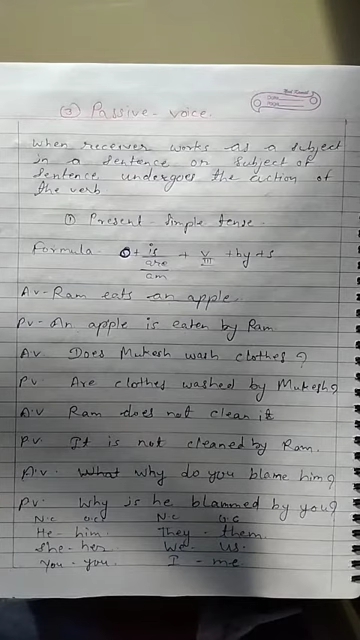 ③ Passive-voice.
When receiver works as a subject
in a sentence or subject of
sentence undergoes the action of
the verb
① Present-Simple tense.
Formula - O + is/are/am + V III + by + s
A.v - Ram eats an apple.
P.v - An apple is eaten by Ram
A.v. Does Mukesh wash clothes?
P.v. Are clothes washed by Mukesh?
A.v Ram does not clean it
P.v. It is not cleaned by Ram.
A.v. What why do you blame him?
P.v. Why is he blammed by you?
N.C O.C N.C O.C
He - him. They - them.
She - her. We - us.
You - you. I - me